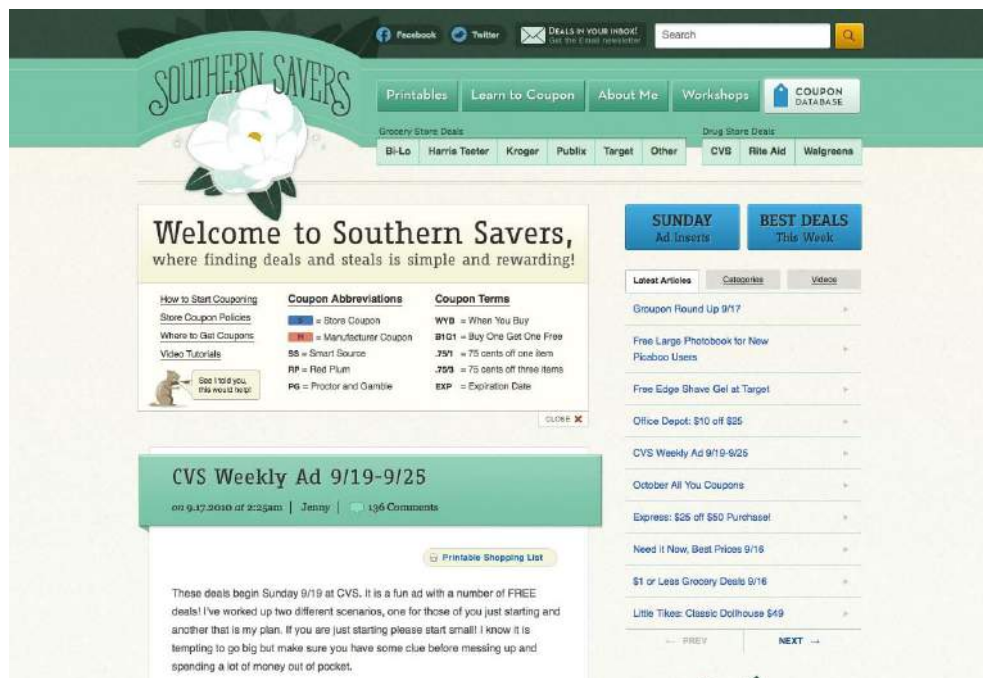 Facebook
Twitter
DEALS IN YOUR INBOX!
Get the Email newsletter
Search
SOUTHERN SAVERS
Printables
Learn to Coupon
About Me
Workshops
COUPON
DATABASE
Grocery Store Deals
Drug Store Deals
Bi-Lo Harris Teeter Kroger Publix Target Other
CVS Rite Aid Walgreens
Welcome to Southern Savers,
where finding deals and steals is simple and rewarding!
How to Start Couponing
Store Coupon Policies
Where to Get Coupons
Video Tutorials
See I told you,
this would help!
Coupon Abbreviations
S = Store Coupon
M = Manufacturer Coupon
SS = Smart Source
RP = Red Plum
PG = Proctor and Gamble
Coupon Terms
WYB = When You Buy
B1G1 = Buy One Get One Free
.75/1 = 75 cents off one item
.75/3 = 75 cents off three items
EXP = Expiration Date
CLOSE
CVS Weekly Ad 9/19-9/25
on 9.17.2010 at 2:25am | Jenny | 136 Comments
Printable Shopping List
These deals begin Sunday 9/19 at CVS. It is a fun ad with a number of FREE
deals! I've worked up two different scenarios, one for those of you just starting and
another that is my plan. If you are just starting please start small! I know it is
tempting to go big but make sure you have some clue before messing up and
spending a lot of money out of pocket.
SUNDAY
Ad Inserts
BEST DEALS
This Week
Latest Articles
Categories
Videos
Groupon Round Up 9/17
Free Large Photobook for New
Picaboo Users
Free Edge Shave Gel at Target
Office Depot: $10 off $25
CVS Weekly Ad 9/19-9/25
October All You Coupons
Express: $25 off $50 Purchase!
Need It Now, Best Prices 9/16
$1 or Less Grocery Deals 9/16
Little Tikes: Classic Dollhouse $49
← PREV
NEXT →